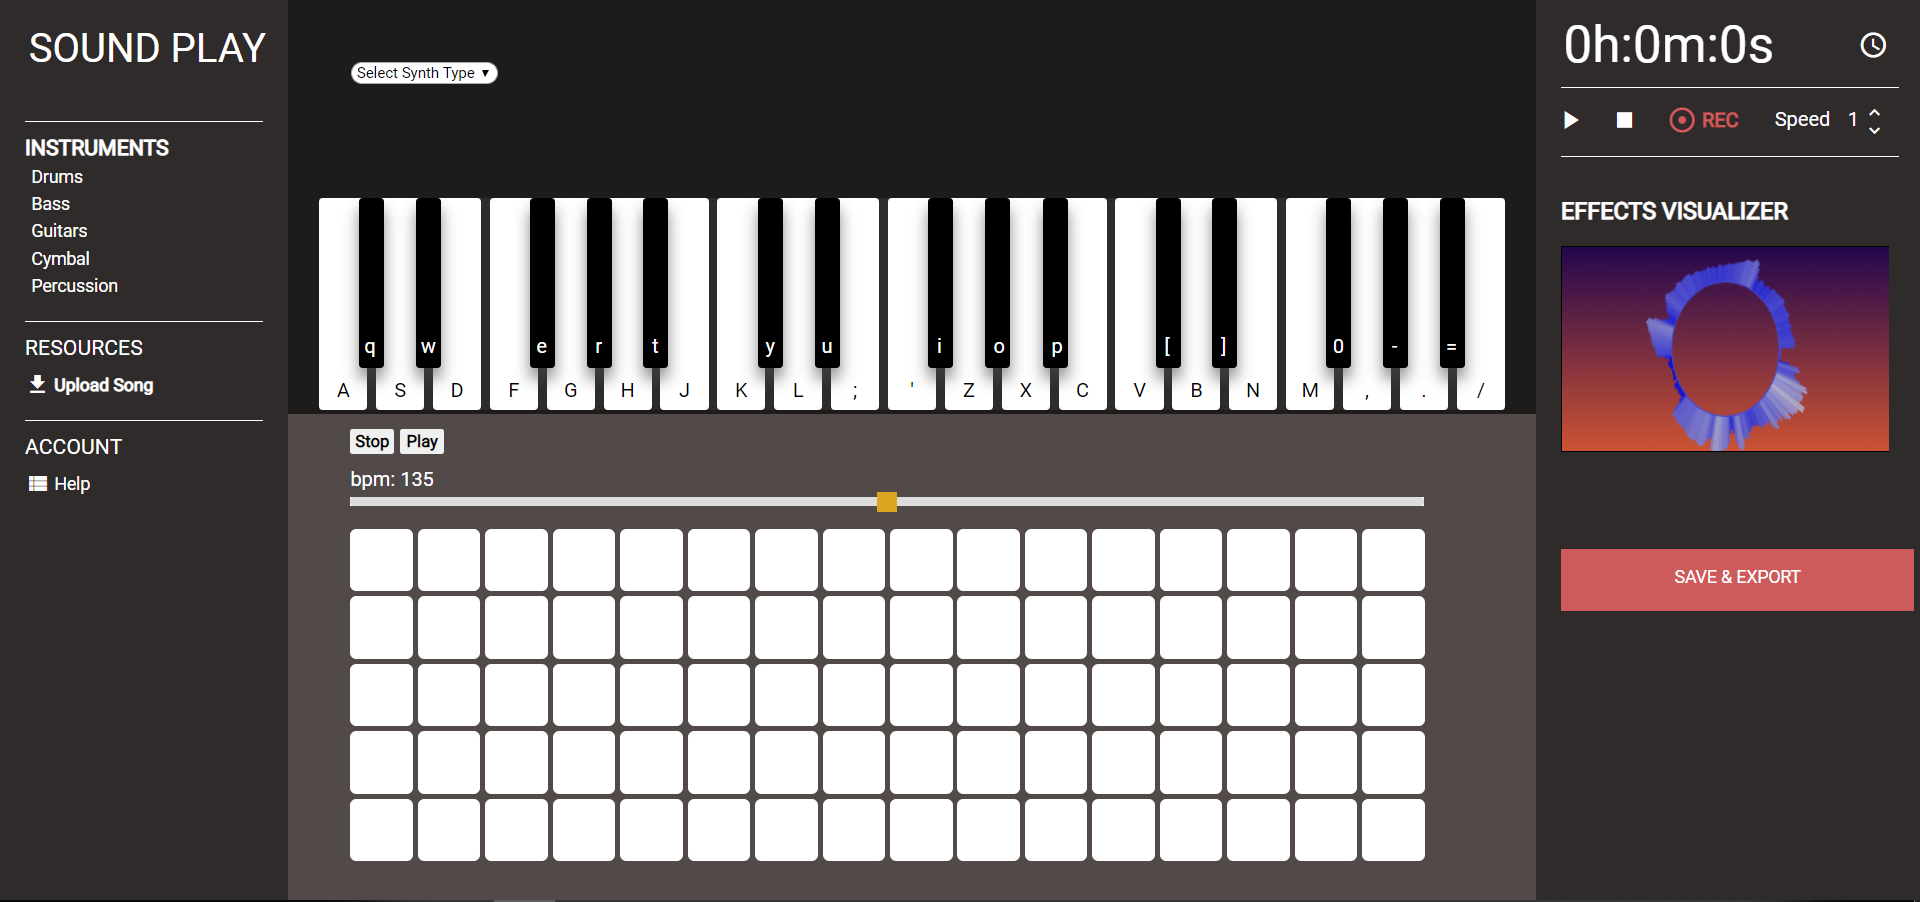 SOUND PLAY
INSTRUMENTS
Drums
Bass
Guitars
Cymbal
Percussion
RESOURCES
Upload Song
ACCOUNT
Help
Select Synth Type ▼
q w e r t y u i o p [ ] 0 - =
A S D F G H J K L ; ' Z X C V B N M , . /
Stop Play
bpm: 135
0h:0m:0s
REC Speed 1
EFFECTS VISUALIZER
SAVE & EXPORT